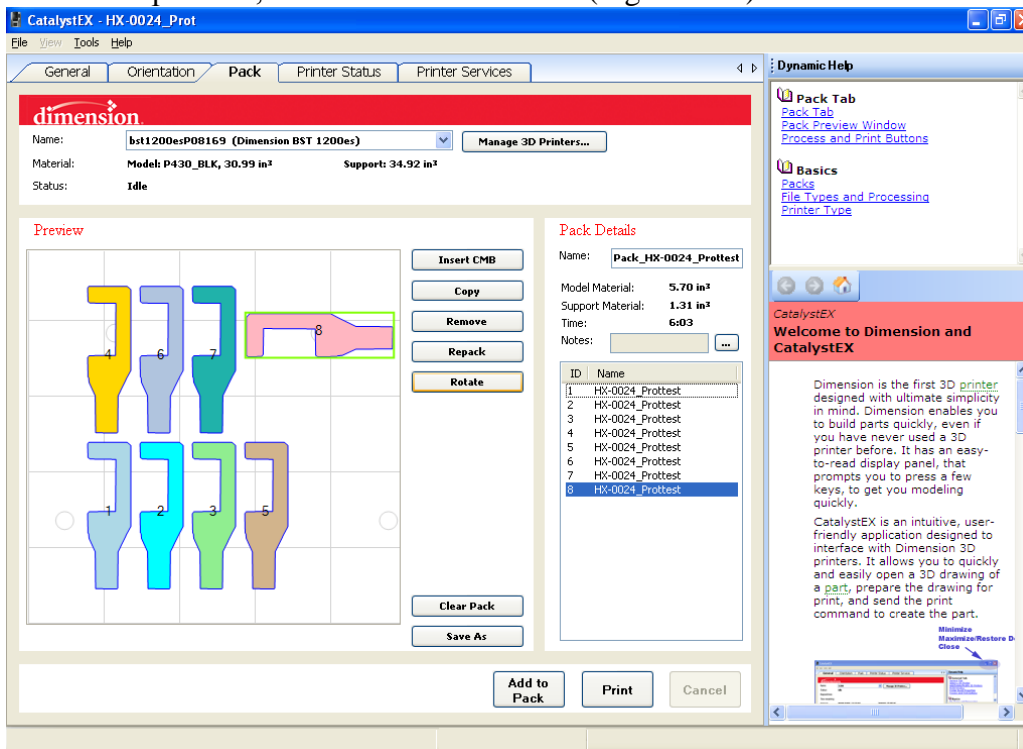 CatalystEX - HX-0024_Prot
File View Tools Help
General Orientation Pack Printer Status Printer Services
dimension
Name: bst1200esP08169 (Dimension BST 1200es) Manage 3D Printers...
Material: Model: P430_BLK, 30.99 in³ Support: 34.92 in³
Status: Idle
Preview
4 6 7 8
1 2 3 5
Insert CMB
Copy
Remove
Repack
Rotate
Clear Pack
Save As
Pack Details
Name: Pack_HX-0024_Prottest
Model Material: 5.70 in³
Support Material: 1.31 in³
Time: 6:03
Notes: ...
ID Name
1 HX-0024_Prottest
2 HX-0024_Prottest
3 HX-0024_Prottest
4 HX-0024_Prottest
5 HX-0024_Prottest
6 HX-0024_Prottest
7 HX-0024_Prottest
8 HX-0024_Prottest
Add to
Pack
Print
Cancel
Dynamic Help
Pack Tab
Pack Tab
Pack Preview Window
Process and Print Buttons
Basics
Packs
File Types and Processing
Printer Type
CatalystEX
Welcome to Dimension and
CatalystEX
Dimension is the first 3D printer
designed with ultimate simplicity
in mind. Dimension enables you
to build parts quickly, even if
you have never used a 3D
printer before. It has an easy-
to-read display panel, that
prompts you to press a few
keys, to get you modeling
quickly.
CatalystEX is an intuitive, user-
friendly application designed to
interface with Dimension 3D
printers. It allows you to quickly
and easily open a 3D drawing of
a part, prepare the drawing for
print, and send the print
command to create the part.
Minimize
Maximize/Restore D
Close